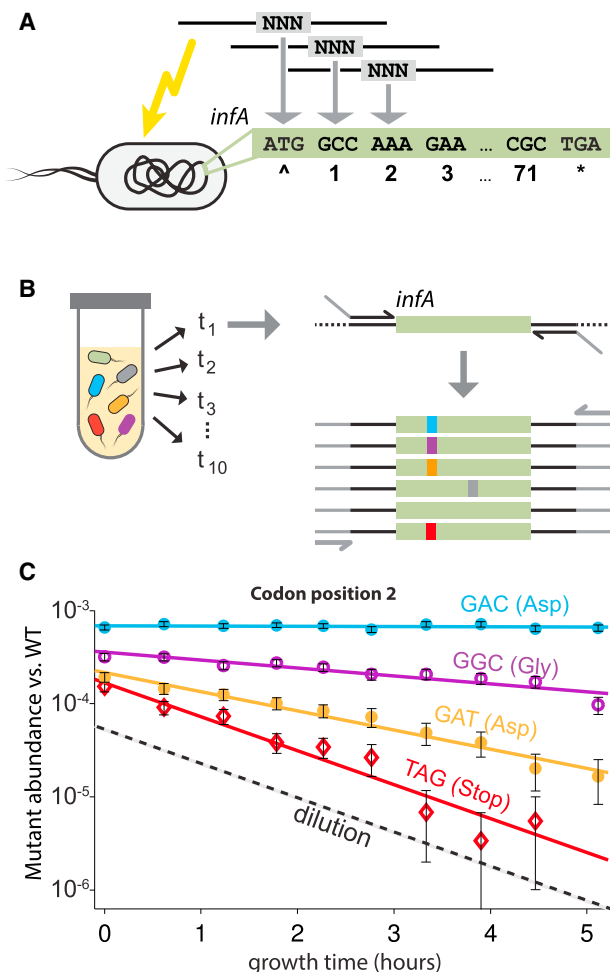 A
NNN
NNN
NNN
infA
ATG GCC AAA GAA ... CGC TGA
^ 1 2 3 ... 71 *
B
t1
t2
t3
t10
infA
C
Codon position 2
Mutant abundance vs. WT
10-3
10-4
10-5
10-6
GAC (Asp)
GGC (Gly)
GAT (Asp)
TAG (Stop)
dilution
0 1 2 3 4 5
growth time (hours)